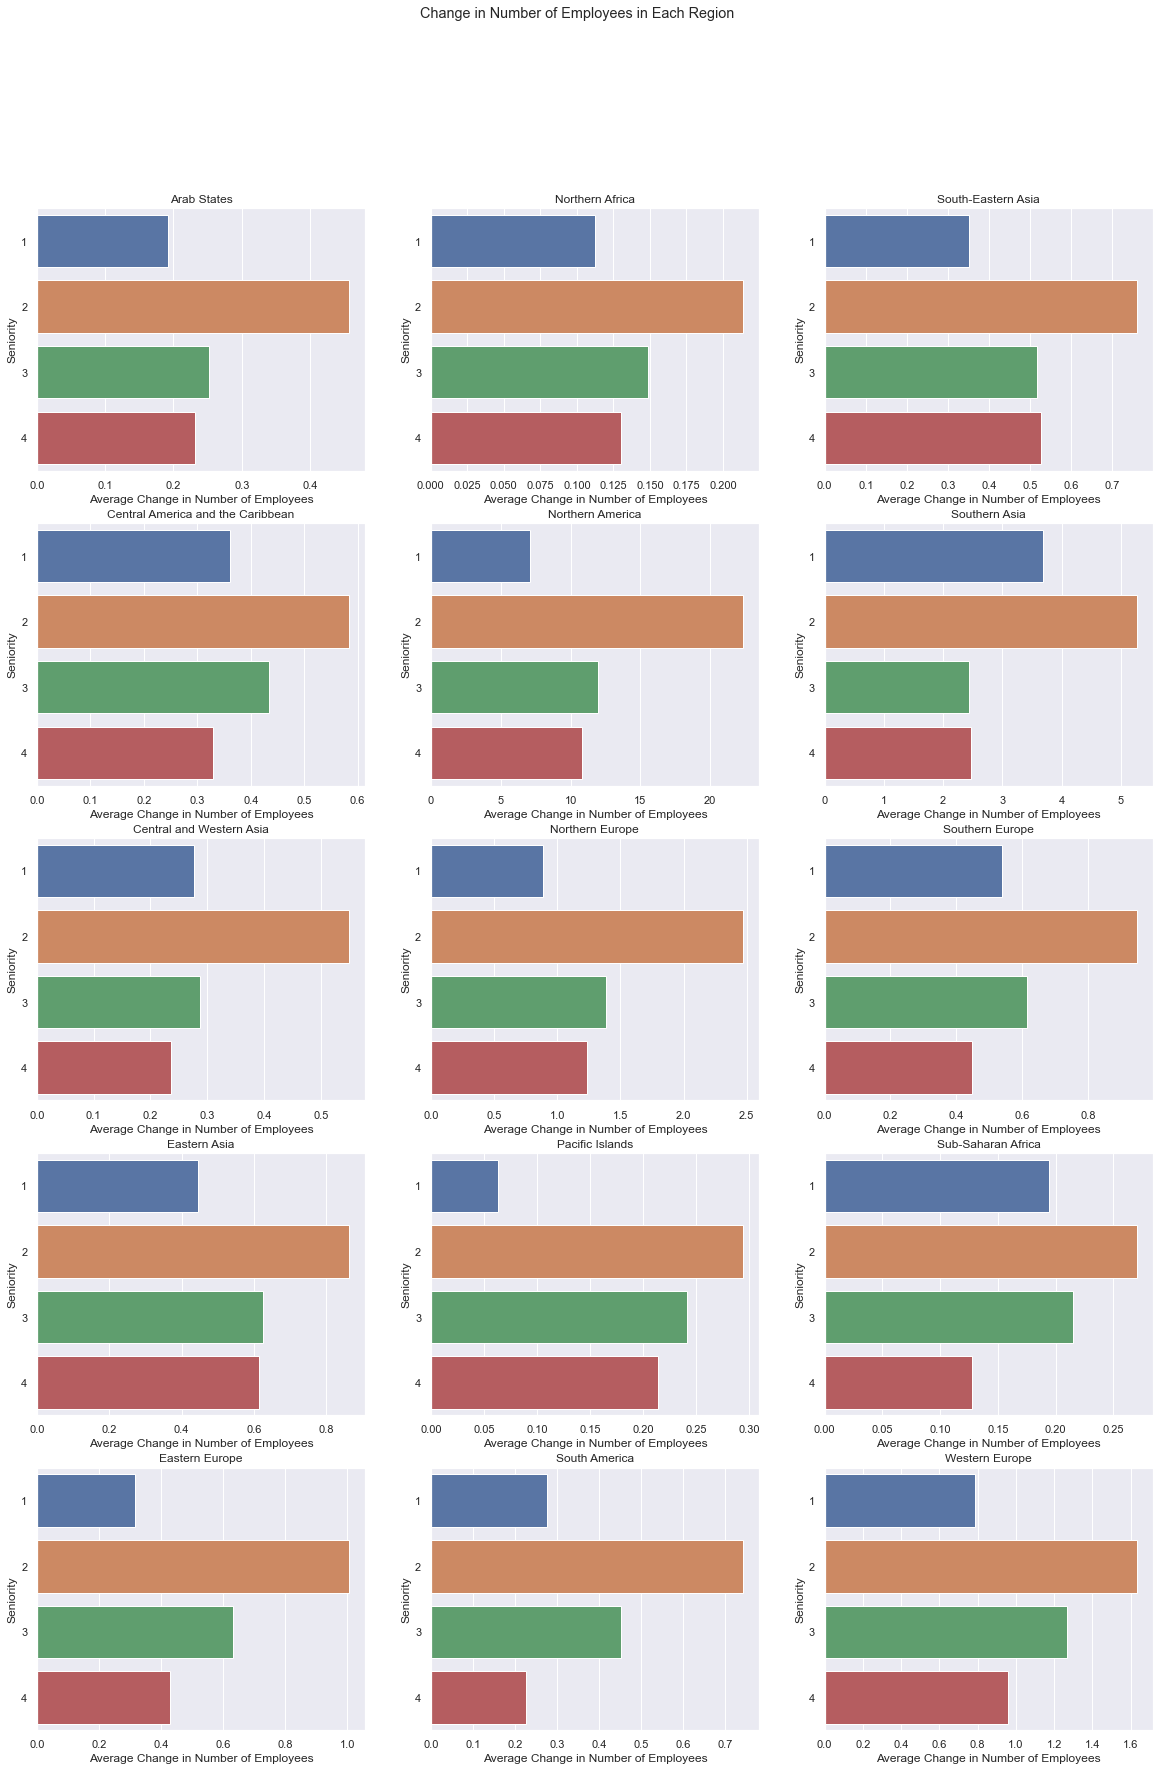 Change in Number of Employees in Each Region
Arab States
Seniority
1
2
3
4
0.0 0.1 0.2 0.3 0.4
Average Change in Number of Employees
Northern Africa
Seniority
1
2
3
4
0.000 0.025 0.050 0.075 0.100 0.125 0.150 0.175 0.200
Average Change in Number of Employees
South-Eastern Asia
Seniority
1
2
3
4
0.0 0.1 0.2 0.3 0.4 0.5 0.6 0.7
Average Change in Number of Employees
Central America and the Caribbean
Seniority
1
2
3
4
0.0 0.1 0.2 0.3 0.4 0.5 0.6
Average Change in Number of Employees
Northern America
Seniority
1
2
3
4
0 5 10 15 20
Average Change in Number of Employees
Southern Asia
Seniority
1
2
3
4
0 1 2 3 4 5
Average Change in Number of Employees
Central and Western Asia
Seniority
1
2
3
4
0.0 0.1 0.2 0.3 0.4 0.5
Average Change in Number of Employees
Northern Europe
Seniority
1
2
3
4
0.0 0.5 1.0 1.5 2.0 2.5
Average Change in Number of Employees
Southern Europe
Seniority
1
2
3
4
0.0 0.2 0.4 0.6 0.8
Average Change in Number of Employees
Eastern Asia
Seniority
1
2
3
4
0.0 0.2 0.4 0.6 0.8
Average Change in Number of Employees
Pacific Islands
Seniority
1
2
3
4
0.00 0.05 0.10 0.15 0.20 0.25 0.30
Average Change in Number of Employees
Sub-Saharan Africa
Seniority
1
2
3
4
0.00 0.05 0.10 0.15 0.20 0.25
Average Change in Number of Employees
Eastern Europe
Seniority
1
2
3
4
0.0 0.2 0.4 0.6 0.8 1.0
Average Change in Number of Employees
South America
Seniority
1
2
3
4
0.0 0.1 0.2 0.3 0.4 0.5 0.6 0.7
Average Change in Number of Employees
Western Europe
Seniority
1
2
3
4
0.0 0.2 0.4 0.6 0.8 1.0 1.2 1.4 1.6
Average Change in Number of Employees